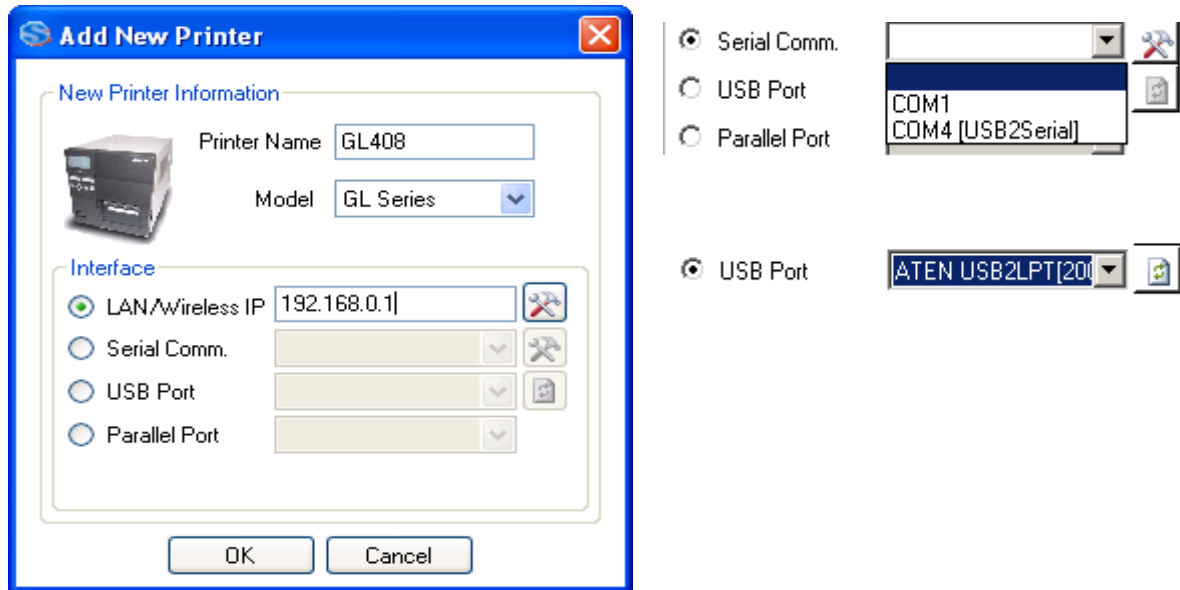 Add New Printer
New Printer Information
Printer Name GL408
Model GL Series
Interface
LAN/Wireless IP 192.168.0.1
Serial Comm.
USB Port
Parallel Port
OK Cancel
Serial Comm.
USB Port
COM1
Parallel Port
COM4 [USB2Serial]
USB Port ATEN USB2LPT[20